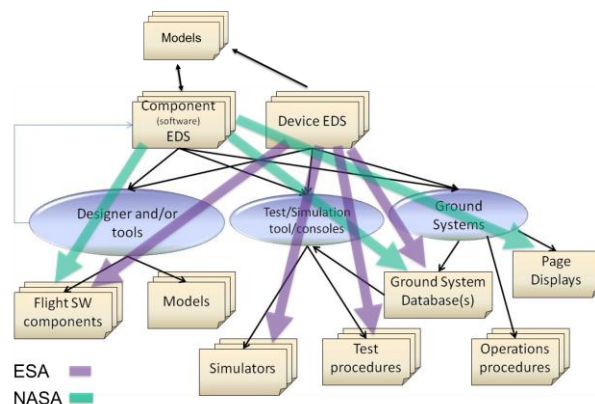 Models
Component
(software)
EDS
Device EDS
Designer and/or
tools
Test/Simulation
tool/consoles
Ground
Systems
Page
Displays
Flight SW
components
Models
Ground System
Database(s)
Simulators
Test
procedures
Operations
procedures
ESA
NASA